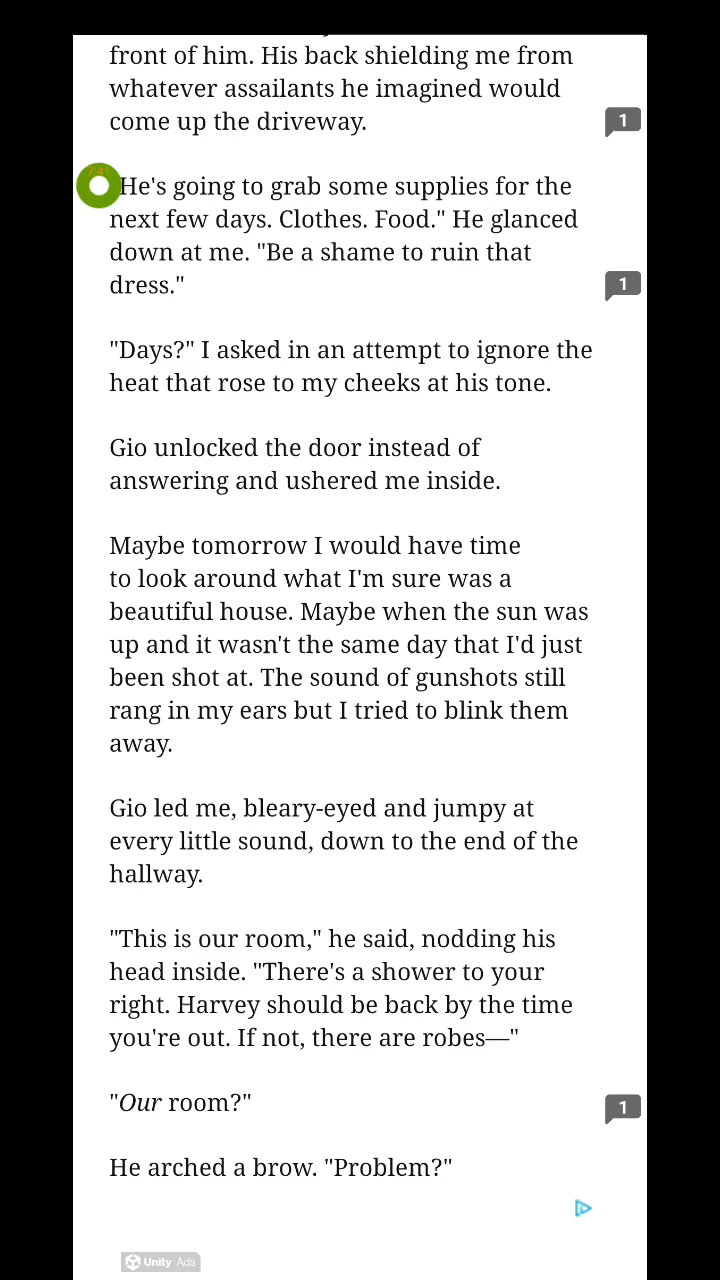 front of him. His back shielding me from
whatever assailants he imagined would
come up the driveway.
1
He's going to grab some supplies for the
next few days. Clothes. Food." He glanced
down at me. "Be a shame to ruin that
dress."
1
"Days?" I asked in an attempt to ignore the
heat that rose to my cheeks at his tone.
Gio unlocked the door instead of
answering and ushered me inside.
Maybe tomorrow I would have time
to look around what I'm sure was a
beautiful house. Maybe when the sun was
up and it wasn't the same day that I'd just
been shot at. The sound of gunshots still
rang in my ears but I tried to blink them
away.
Gio led me, bleary-eyed and jumpy at
every little sound, down to the end of the
hallway.
"This is our room," he said, nodding his
head inside. "There's a shower to your
right. Harvey should be back by the time
you're out. If not, there are robes—"
"Our room?"
1
He arched a brow. "Problem?"
Unity Ads